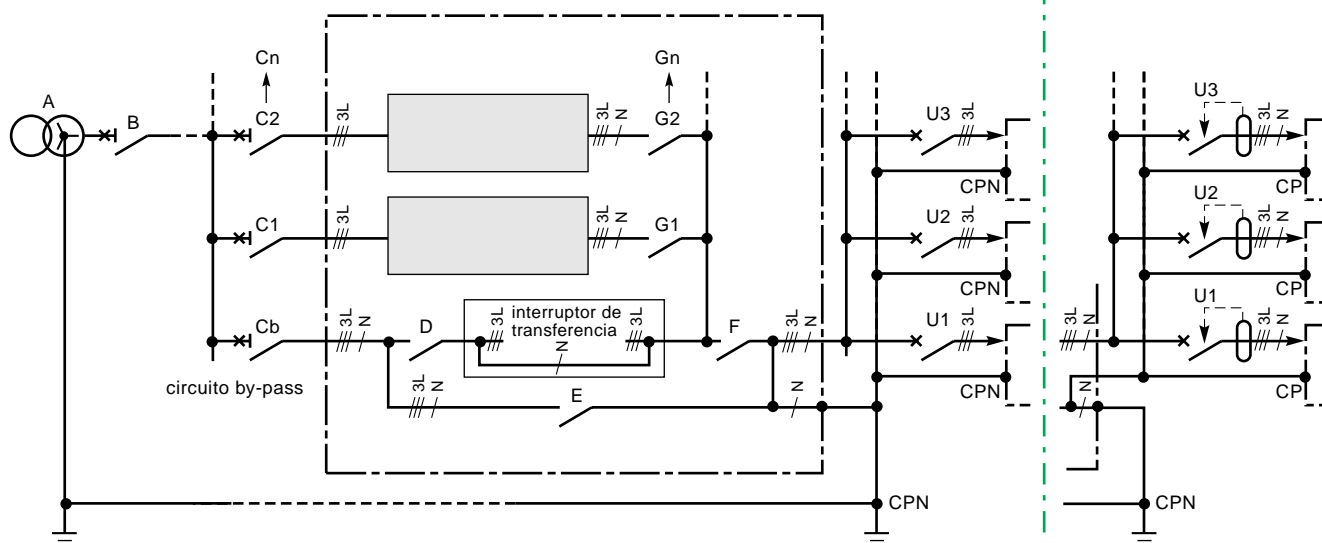 Cn
Gn
A
B
C2
3L
3L
N
G2
U3
3L
CPN
U3
3L
N
CP
C1
3L
3L
N
G1
U2
3L
CPN
U2
3L
N
CP
Cb
3L
N
D
3L
interruptor de
transferencia
3L
N
F
3L
N
U1
3L
CPN
3L
N
U1
3L
N
CP
circuito by-pass
3L
N
E
N
N
CPN
CPN